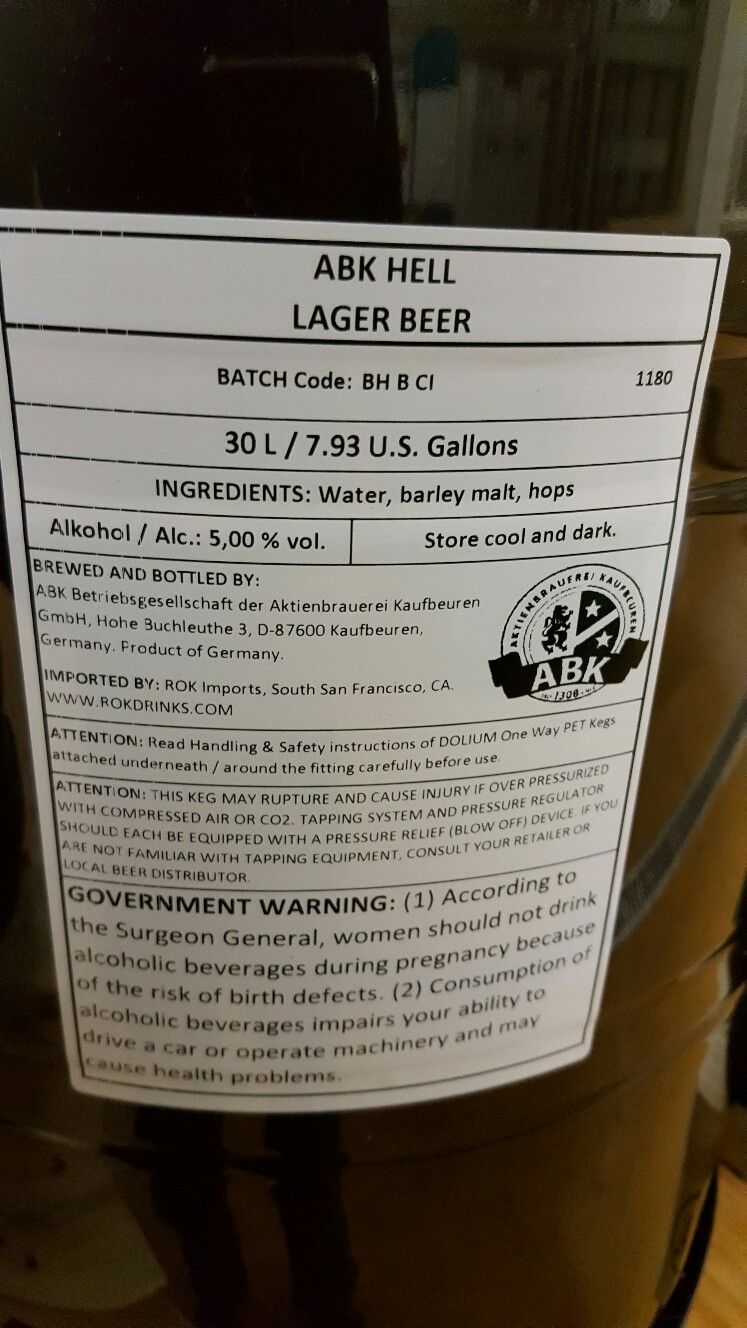 ABK HELL
LAGER BEER
BATCH Code: BH B CI 1180
30 L / 7.93 U.S. Gallons
INGREDIENTS: Water, barley malt, hops
Alkohol / Alc.: 5,00 % vol. Store cool and dark.
BREWED AND BOTTLED BY:
ABK Betriebsgesellschaft der Aktienbrauerei Kaufbeuren
GmbH, Hohe Buchleuthe 3, D-87600 Kaufbeuren,
Germany. Product of Germany.
AKTIENBRAUEREI KAUFBEUREN
ABK
1308
IMPORTED BY: ROK Imports, South San Francisco, CA.
WWW.ROKDRINKS.COM
ATTENTION: Read Handling & Safety instructions of DOLIUM One Way PET Kegs
attached underneath / around the fitting carefully before use.
ATTENTION: THIS KEG MAY RUPTURE AND CAUSE INJURY IF OVER PRESSURIZED
WITH COMPRESSED AIR OR CO2. TAPPING SYSTEM AND PRESSURE REGULATOR
SHOULD EACH BE EQUIPPED WITH A PRESSURE RELIEF (BLOW OFF) DEVICE. IF YOU
ARE NOT FAMILIAR WITH TAPPING EQUIPMENT, CONSULT YOUR RETAILER OR
LOCAL BEER DISTRIBUTOR.
GOVERNMENT WARNING: (1) According to
the Surgeon General, women should not drink
alcoholic beverages during pregnancy because
of the risk of birth defects. (2) Consumption of
alcoholic beverages impairs your ability to
drive a car or operate machinery and may
cause health problems.